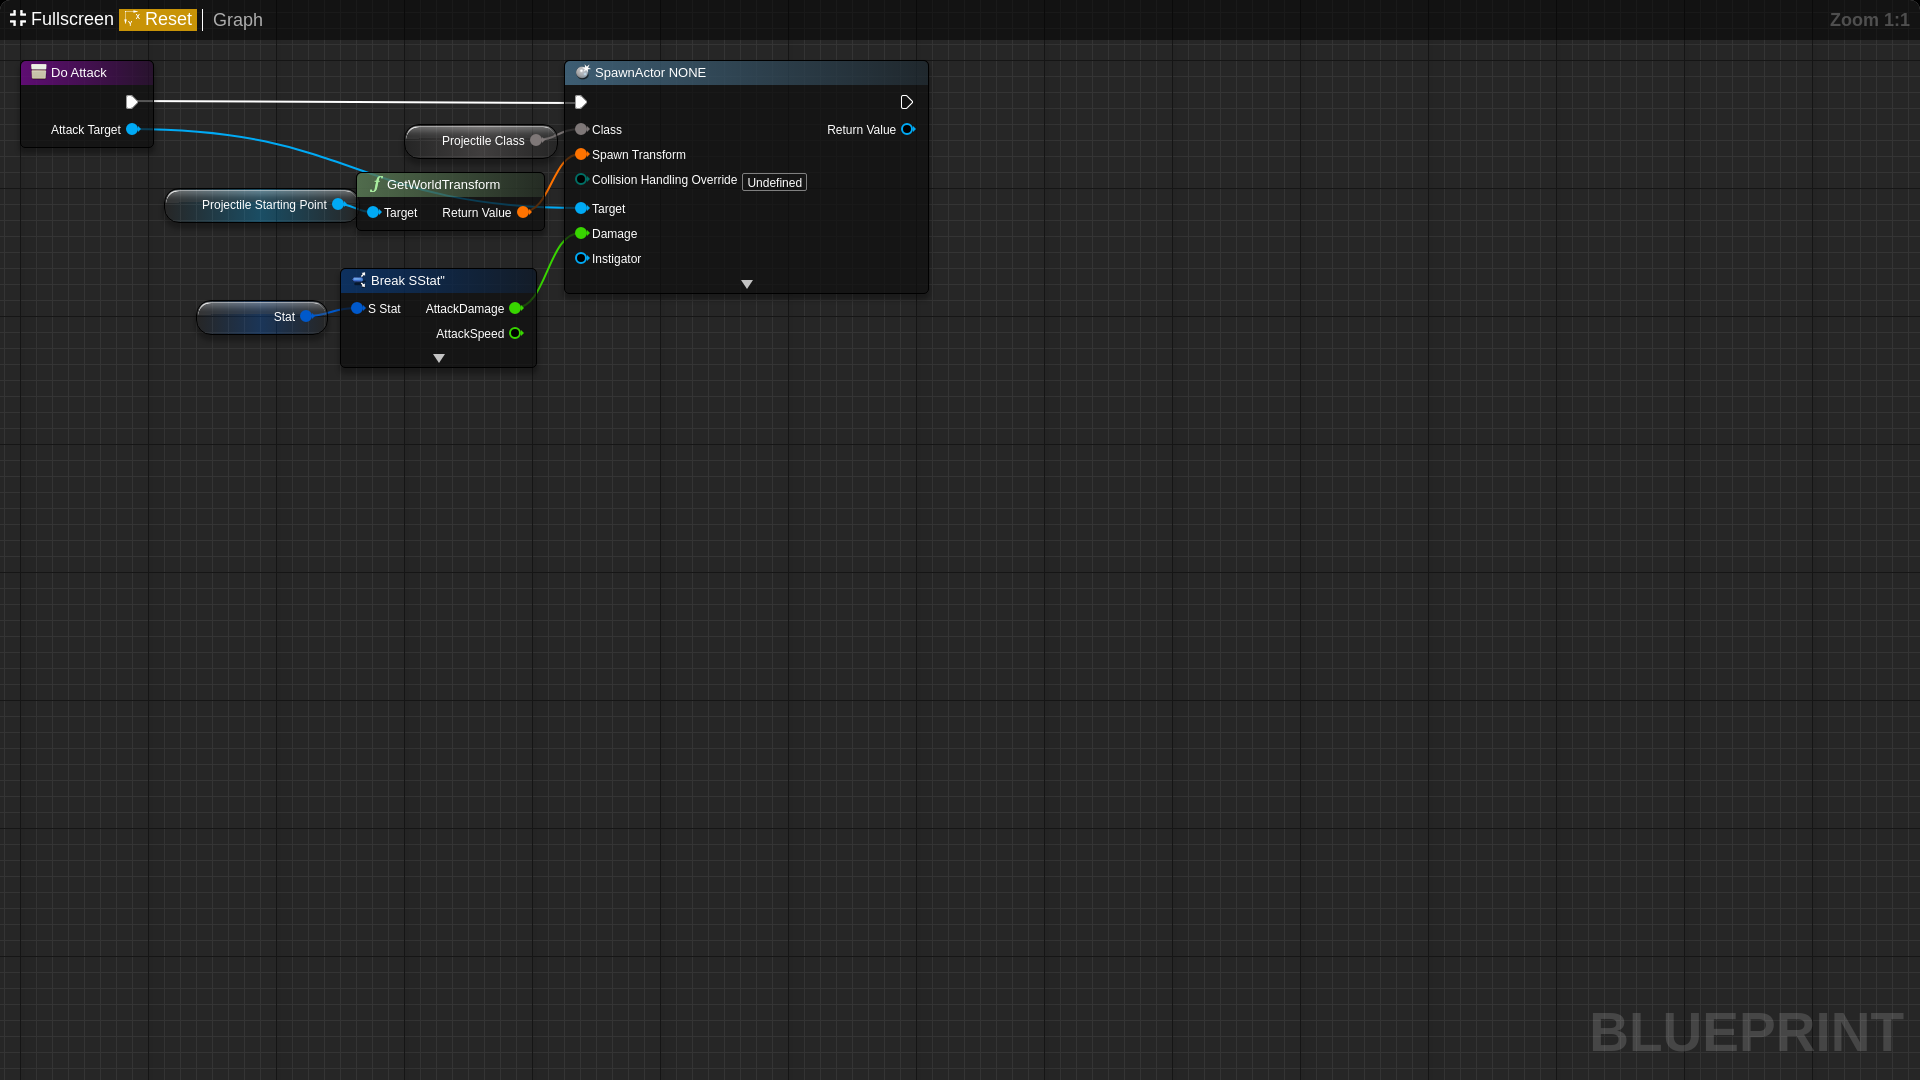 Fullscreen Reset Graph Zoom 1:1
Do Attack
Attack Target
SpawnActor NONE
Class
Return Value
Spawn Transform
Collision Handling Override Undefined
Target
Damage
Instigator
Projectile Class
GetWorldTransform
Target Return Value
Projectile Starting Point
Break SStat"
S Stat AttackDamage
AttackSpeed
Stat
BLUEPRINT